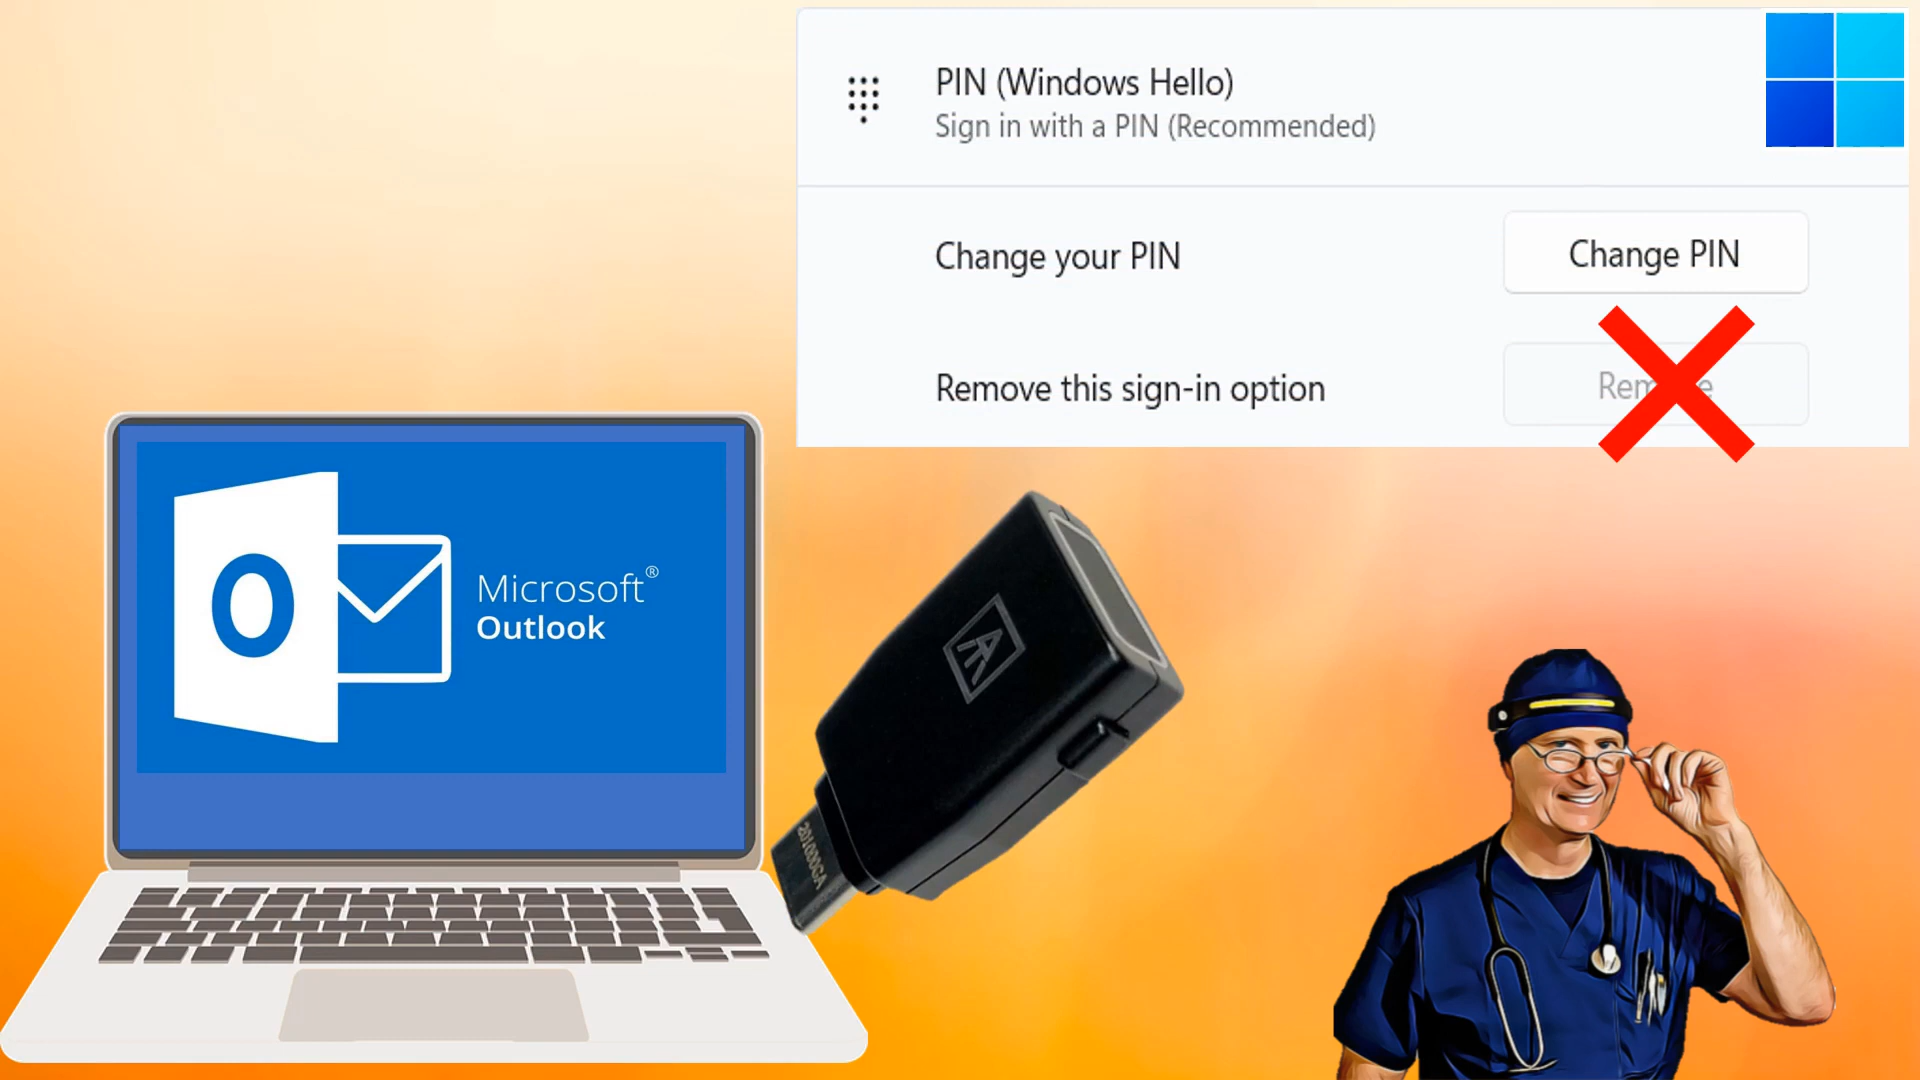 PIN (Windows Hello)
Sign in with a PIN (Recommended)
Change your PIN
Change PIN
Remove this sign-in option
Microsoft®
Outlook